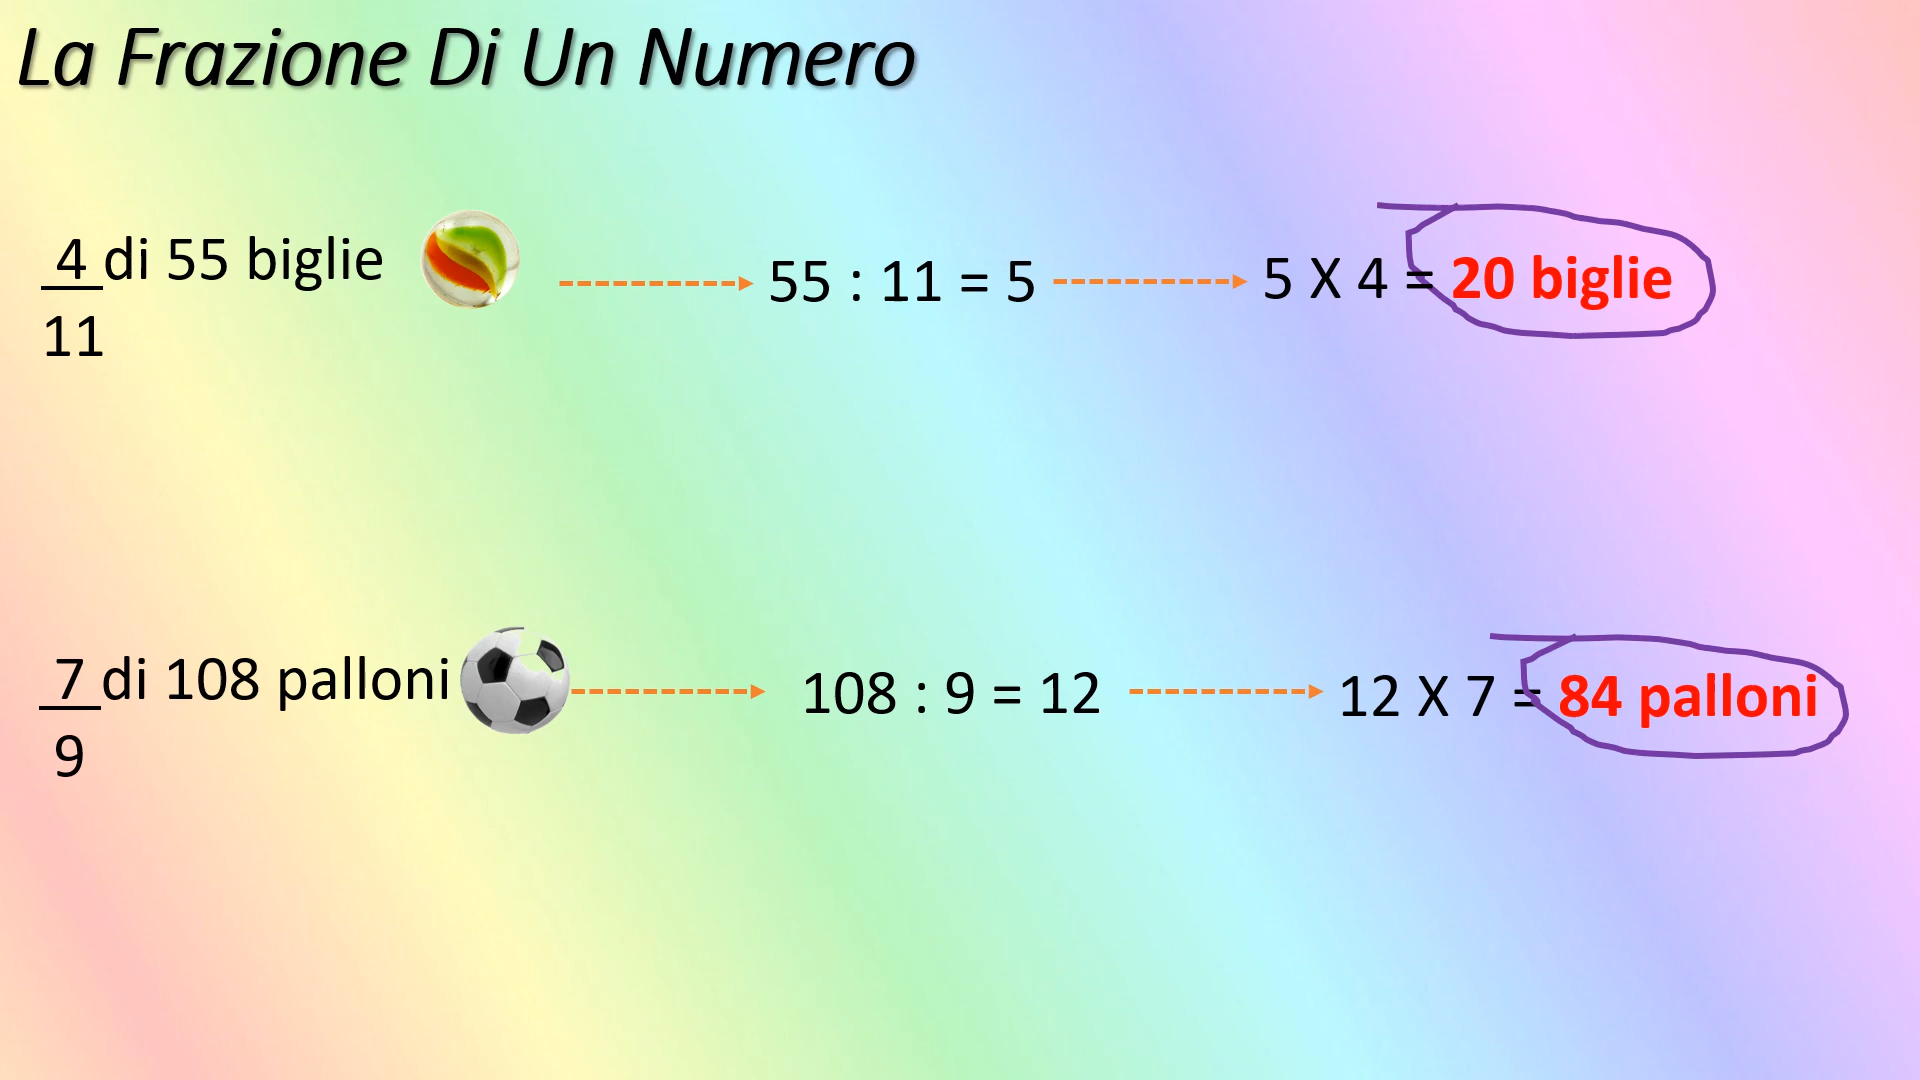 La Frazione Di Un Numero
4 di 55 biglie
11
55 : 11 = 5
5 X 4 = 20 biglie
7 di 108 palloni
9
108 : 9 = 12
12 X 7 = 84 palloni